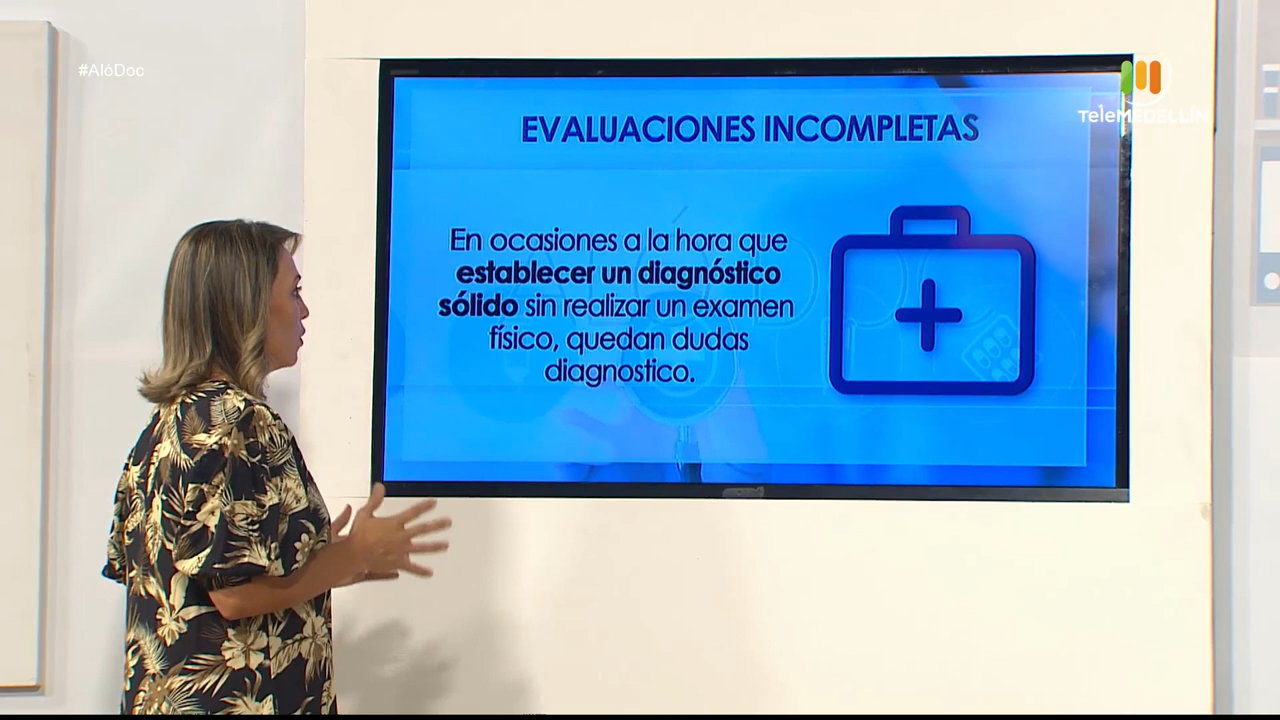 #AlóDoc
TeleMEDELLÍN
EVALUACIONES INCOMPLETAS
En ocasiones a la hora que
establecer un diagnóstico
sólido sin realizar un examen
físico, quedan dudas
diagnostico.